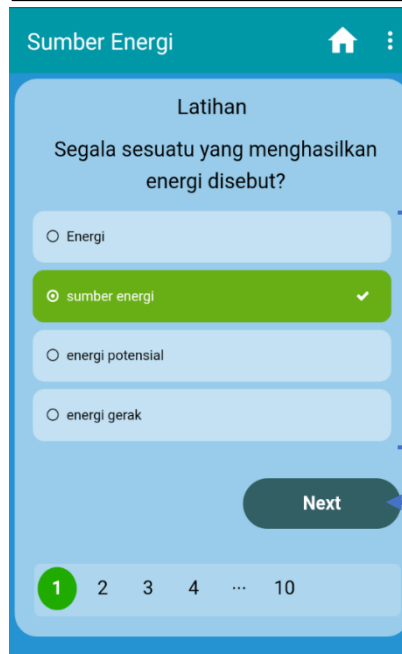 Sumber Energi
Latihan
Segala sesuatu yang menghasilkan
energi disebut?
Energi
sumber energi
energi potensial
energi gerak
Next
1 2 3 4 ... 10